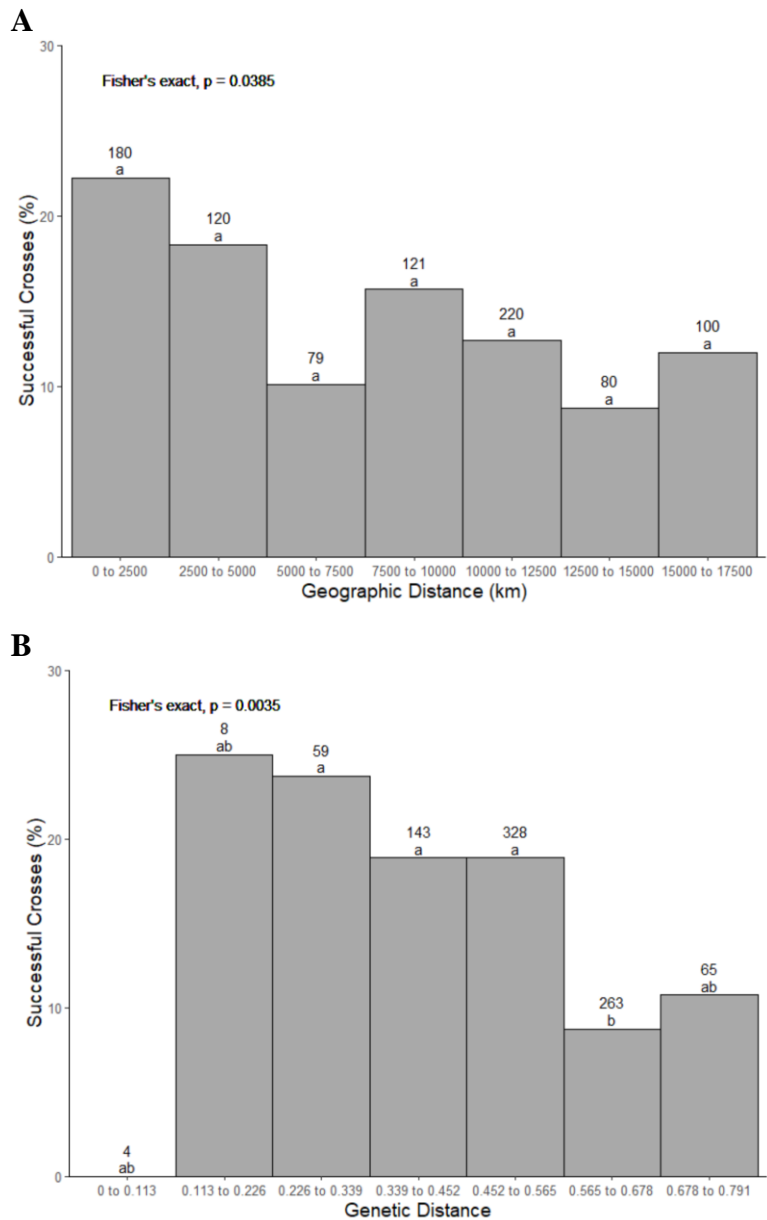 A
30
Fisher's exact, p = 0.0385
180
a
120
a
20
121
a
220
a
79
a
100
a
80
a
10
0
Successful Crosses (%)
0 to 2500 2500 to 5000 5000 to 7500 7500 to 10000 10000 to 12500 12500 to 15000 15000 to 17500
Geographic Distance (km)
B
30
Fisher's exact, p = 0.0035
8
ab
59
a
20
143
a
328
a
65
ab
263
b
10
4
ab
0
Successful Crosses (%)
0 to 0.113 0.113 to 0.226 0.226 to 0.339 0.339 to 0.452 0.452 to 0.565 0.565 to 0.678 0.678 to 0.791
Genetic Distance